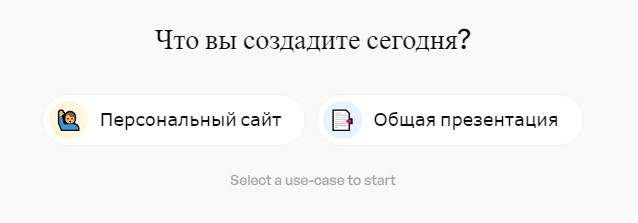 Что вы создадите сегодня?
Персональный сайт
Общая презентация
Select a use-case to start